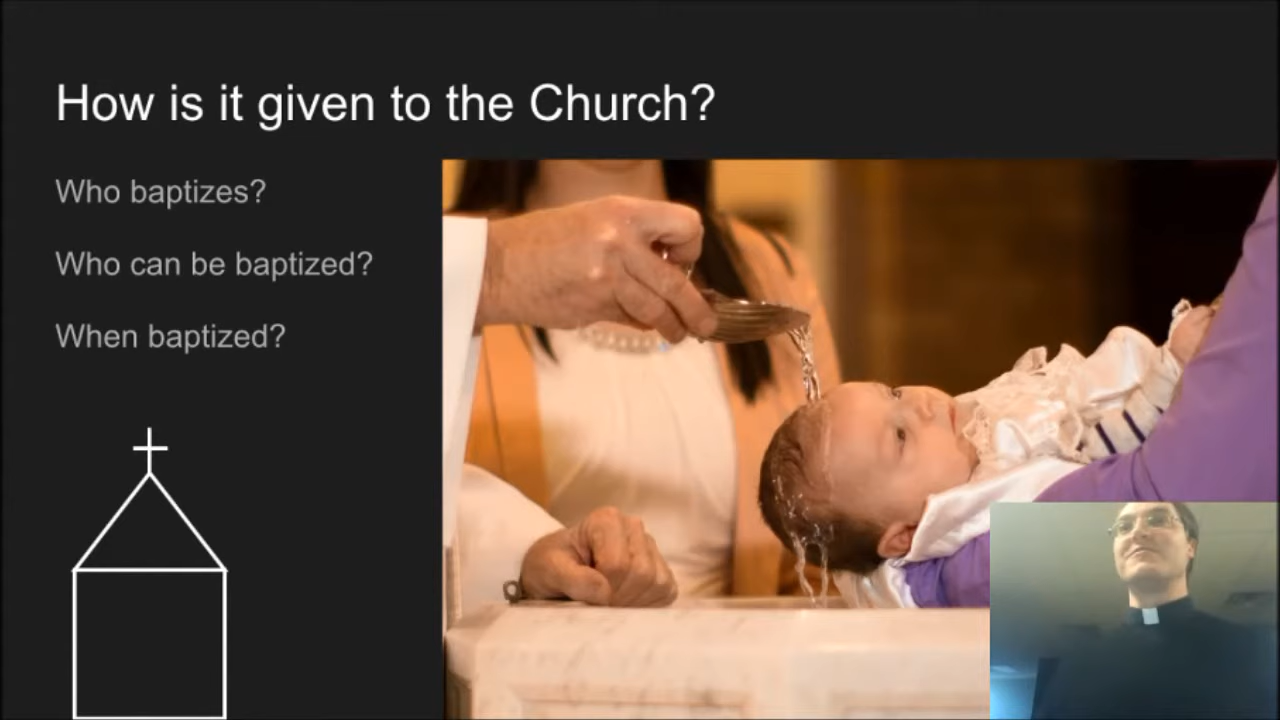 How is it given to the Church?
Who baptizes?
Who can be baptized?
When baptized?